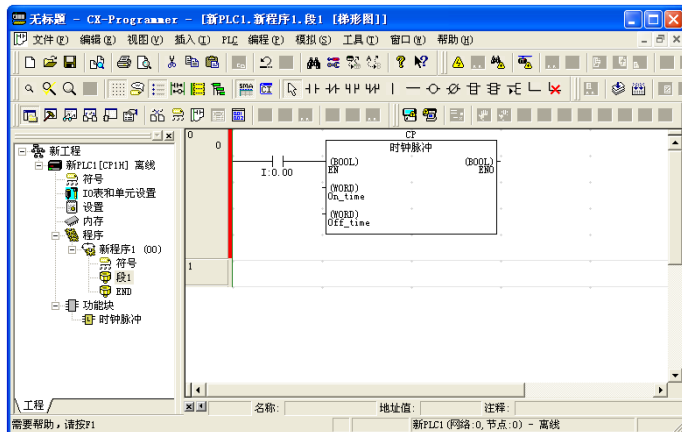 无标题 - CX-Programmer - [新PLC1.新程序1.段1 [梯形图]]
文件(F) 编辑(E) 视图(V) 插入(I) PLC 编程(P) 模拟(S) 工具(T) 窗口(W) 帮助(H)
新工程
新PLC1[CP1H] 离线
符号
IO表和单元设置
设置
内存
程序
新程序1 (00)
符号
段1
END
功能块
时钟脉冲
工程
0
0
I:0.00
CP
时钟脉冲
(BOOL)
EN
(BOOL)
ENO
(WORD)
On_time
(WORD)
Off_time
1
名称: 地址值: 注释:
需要帮助，请按F1
新PLC1(网络:0,节点:0) - 离线